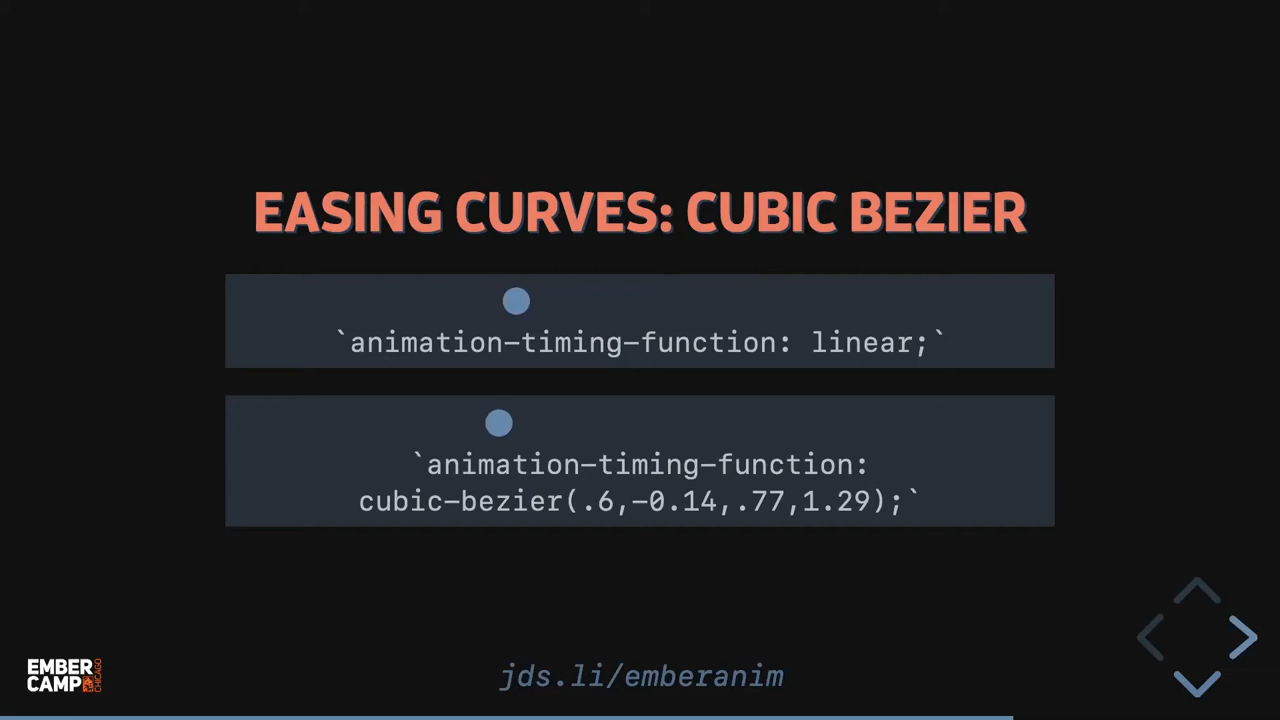 EASING CURVES: CUBIC BEZIER
`animation-timing-function: linear;`
`animation-timing-function:
cubic-bezier(.6,-0.14,.77,1.29);`
jds.li/emberanim
EMBER
CAMP
CHICAGO